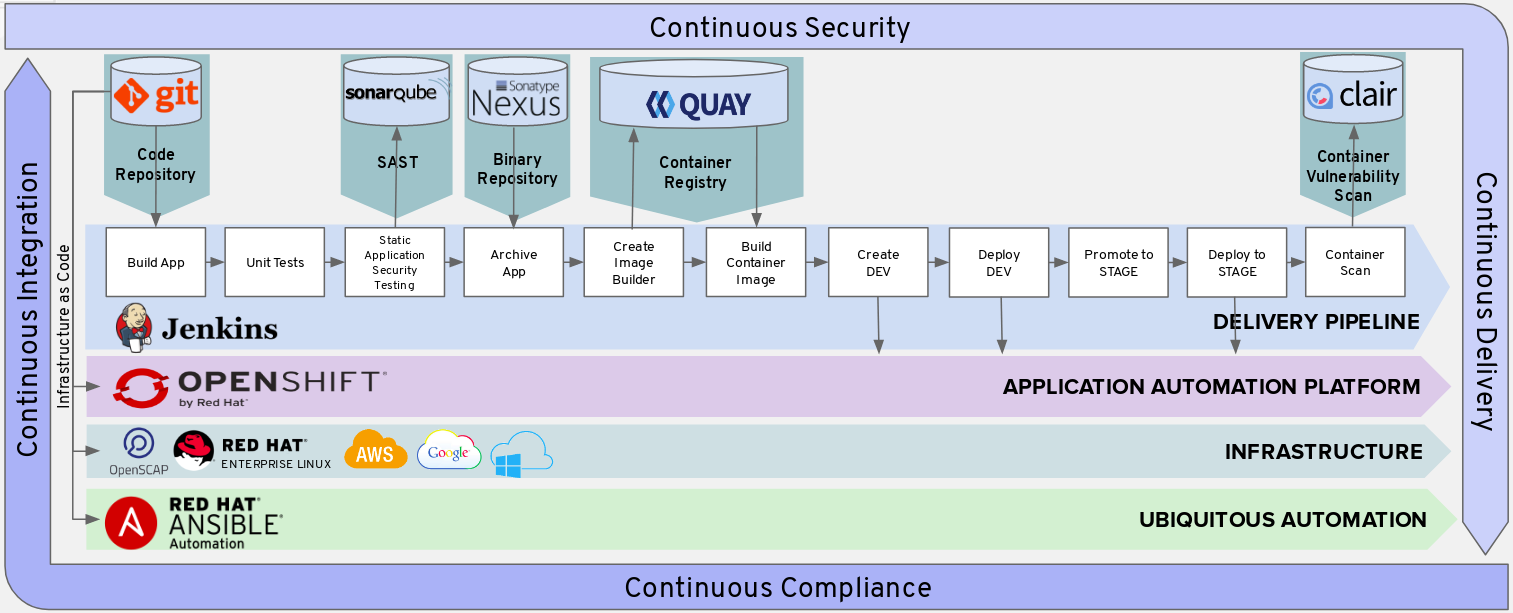 Continuous Security
git
sonarqube
Sonatype
Nexus
QUAY
clair
Code
Repository
SAST
Binary
Repository
Container
Registry
Container
Vulnerability
Scan
Continuous Integration
Infrastructure as Code
Continuous Delivery
Build App
Unit Tests
Static
Application
Security
Testing
Archive
App
Create
Image
Builder
Build
Container
Image
Create
DEV
Deploy
DEV
Promote to
STAGE
Deploy to
STAGE
Container
Scan
Jenkins
DELIVERY PIPELINE
OPENSHIFT
by Red Hat
APPLICATION AUTOMATION PLATFORM
OpenSCAP
RED HAT
ENTERPRISE LINUX
AWS
Google
INFRASTRUCTURE
RED HAT
ANSIBLE
Automation
UBIQUITOUS AUTOMATION
Continuous Compliance